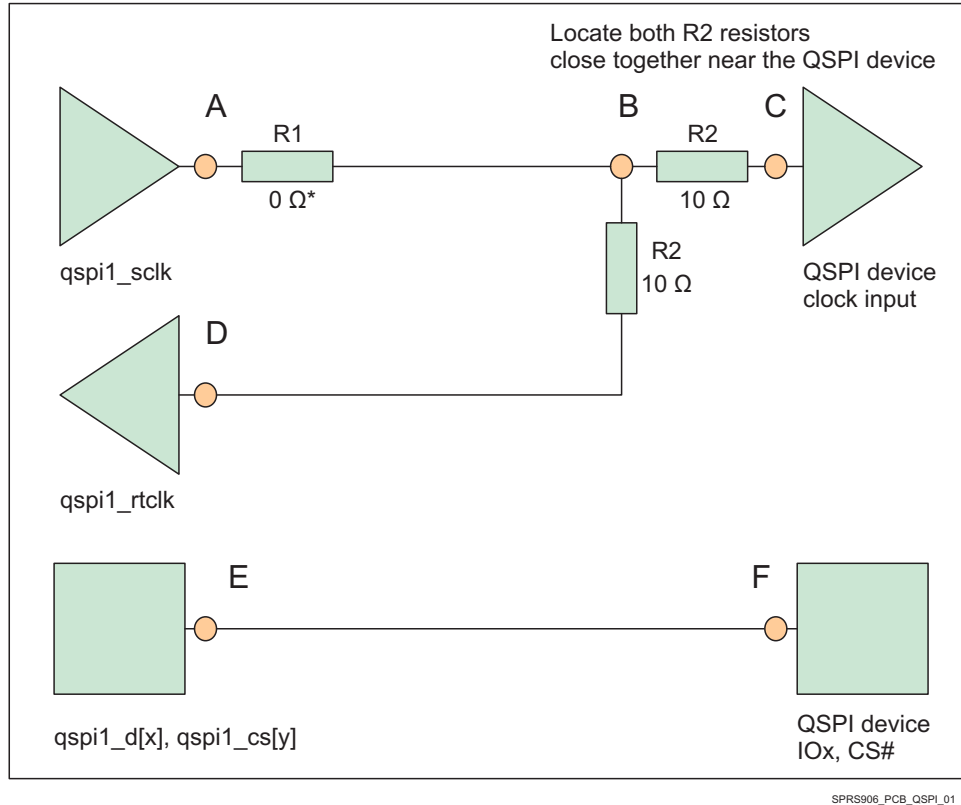 Locate both R2 resistors
close together near the QSPI device
A
R1
0 Ω*
B
R2
10 Ω
C
R2
10 Ω
qspi1_sclk
QSPI device
clock input
D
qspi1_rtclk
E
F
qspi1_d[x], qspi1_cs[y]
QSPI device
IOx, CS#
SPRS906_PCB_QSPI_01